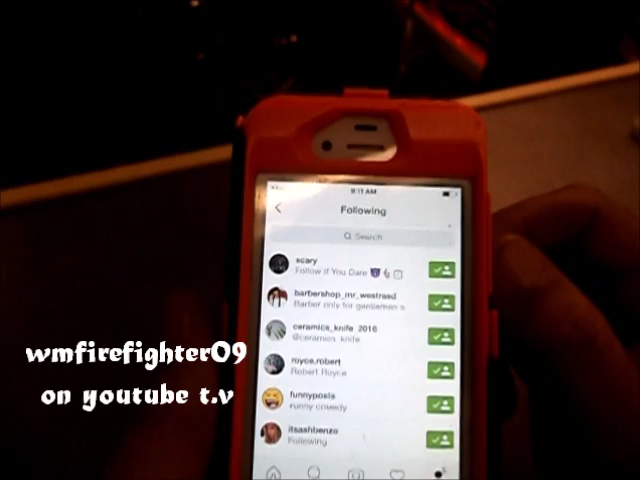 9:11 AM
Following
Search
scary
Follow If You Dare
barbershop_mr_westraad
Barber only for gentlemen s
ceramics_knife_2016
@ceramics_knife
royce.robert
Robert Royce
funnyposts
Funny comedy
itsashbenzo
Following
wmfirefighter09
on youtube t.v